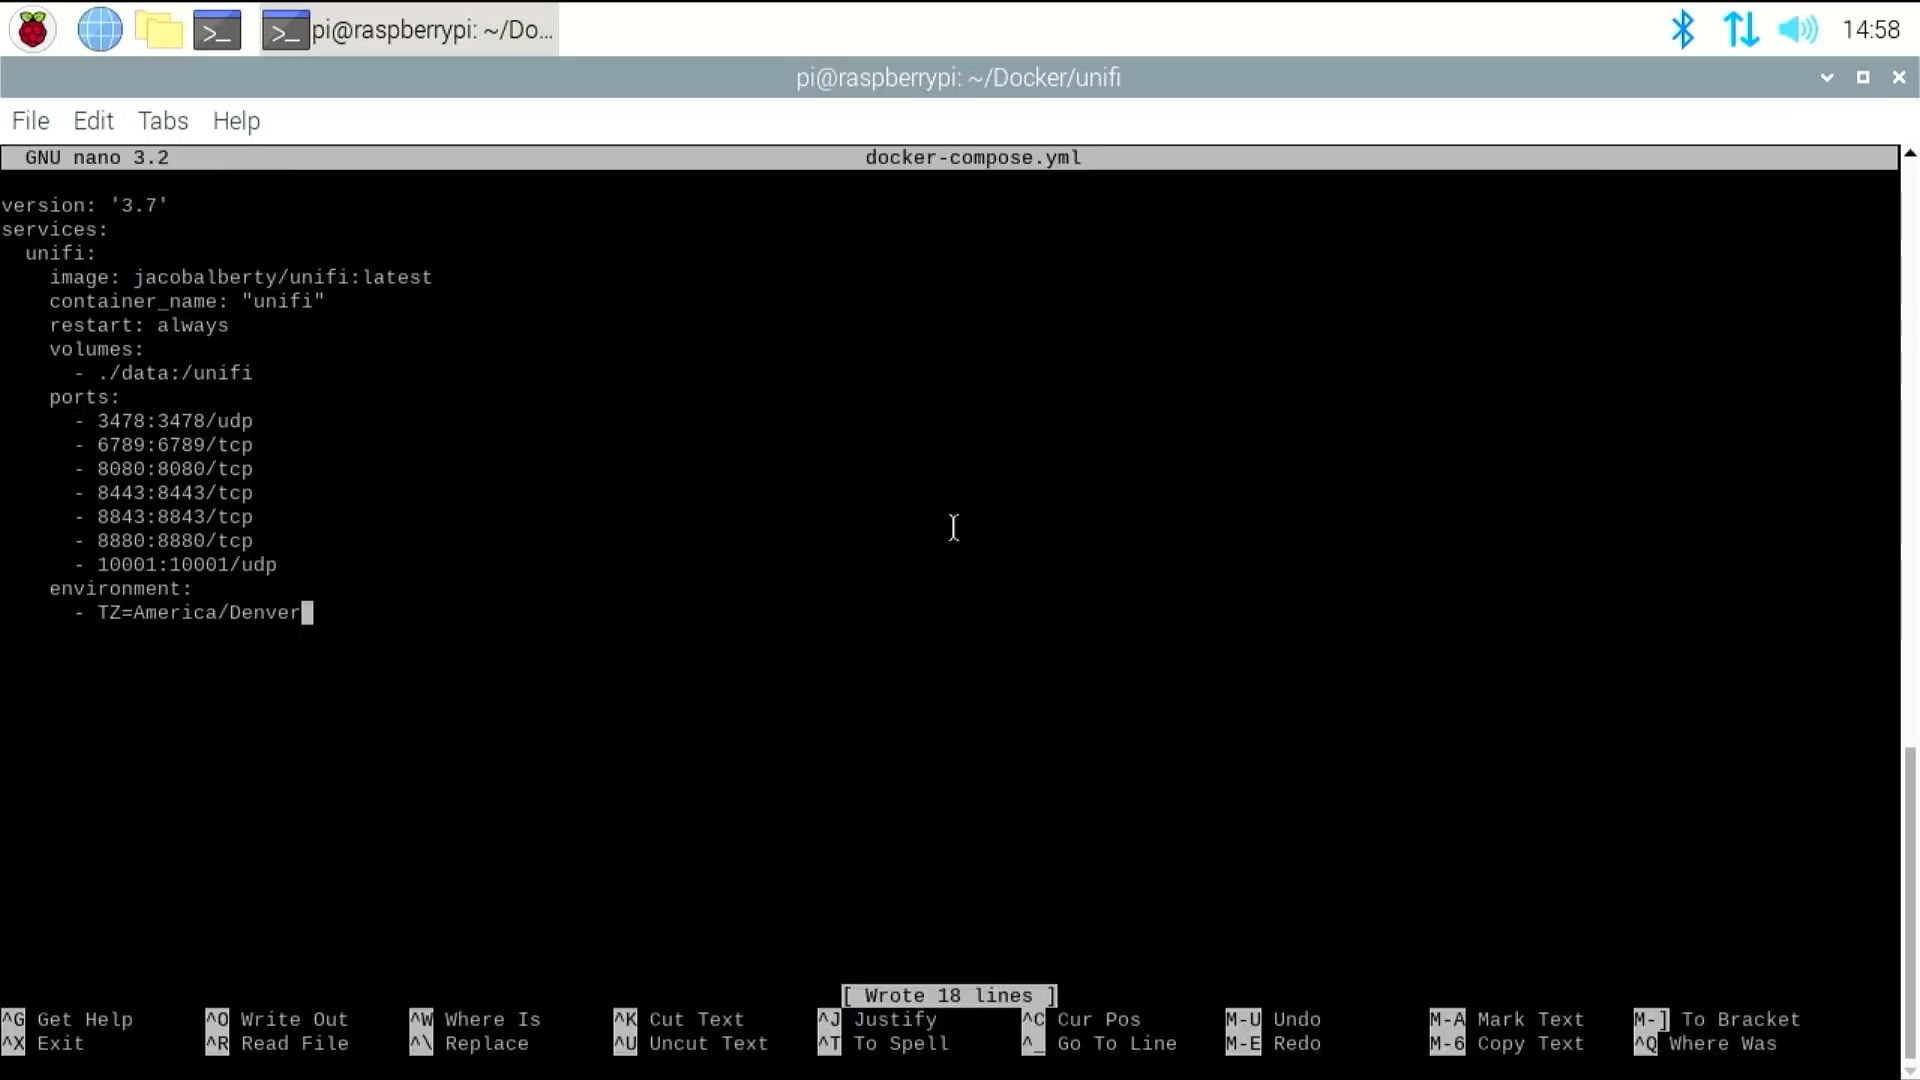 pi@raspberrypi: ~/Do...
14:58
pi@raspberrypi: ~/Docker/unifi
File Edit Tabs Help
GNU nano 3.2 docker-compose.yml
version: '3.7'
services:
  unifi:
    image: jacobalberty/unifi:latest
    container_name: "unifi"
    restart: always
    volumes:
      - ./data:/unifi
    ports:
      - 3478:3478/udp
      - 6789:6789/tcp
      - 8080:8080/tcp
      - 8443:8443/tcp
      - 8843:8843/tcp
      - 8880:8880/tcp
      - 10001:10001/udp
    environment:
      - TZ=America/Denver
[ Wrote 18 lines ]
^G Get Help ^O Write Out ^W Where Is ^K Cut Text ^J Justify ^C Cur Pos M-U Undo M-A Mark Text M-] To Bracket
^X Exit ^R Read File ^\ Replace ^U Uncut Text ^T To Spell ^_ Go To Line M-E Redo M-6 Copy Text ^Q Where Was